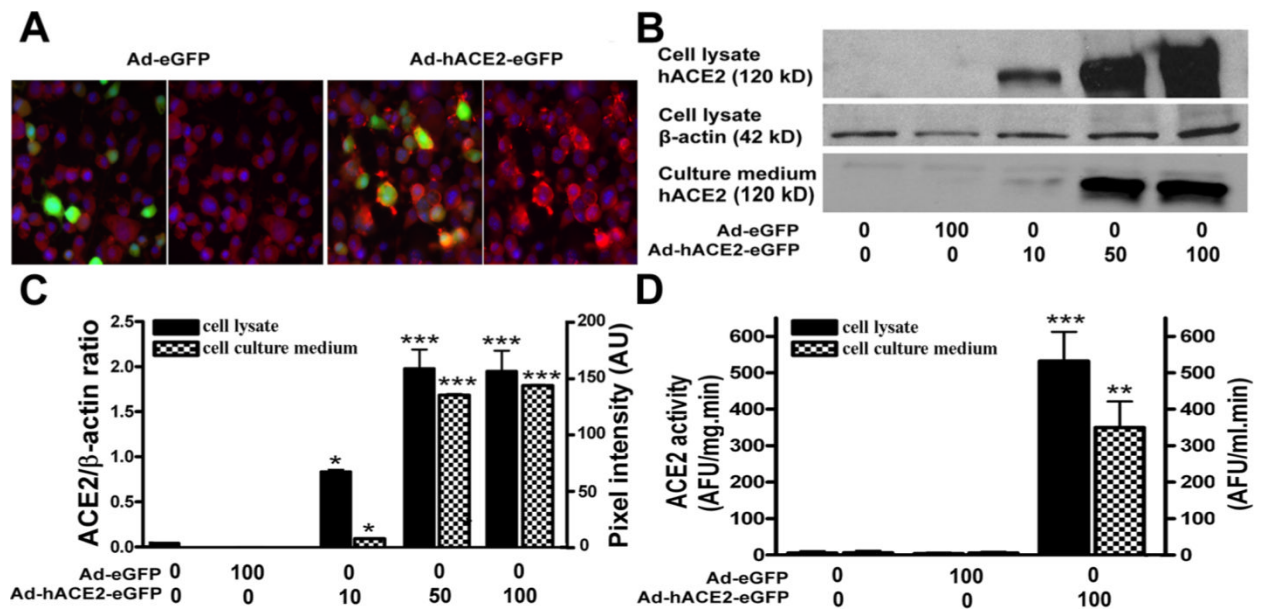 A
Ad-eGFP
Ad-hACE2-eGFP
B
Cell lysate
hACE2 (120 kD)
Cell lysate
β-actin (42 kD)
Culture medium
hACE2 (120 kD)
Ad-eGFP 0 100 0 0 0
Ad-hACE2-eGFP 0 0 10 50 100
C
ACE2/β-actin ratio
2.5
2.0
1.5
1.0
0.5
0.0
cell lysate
cell culture medium
*
*
***
***
***
***
200
150
100
50
0
Pixel intensity (AU)
Ad-eGFP 0 100 0 0 0
Ad-hACE2-eGFP 0 0 10 50 100
D
ACE2 activity
(AFU/mg.min)
600
500
400
300
200
100
0
cell lysate
cell culture medium
***
**
600
500
400
300
200
100
0
(AFU/ml.min)
Ad-eGFP 0 100 0
Ad-hACE2-eGFP 0 0 100